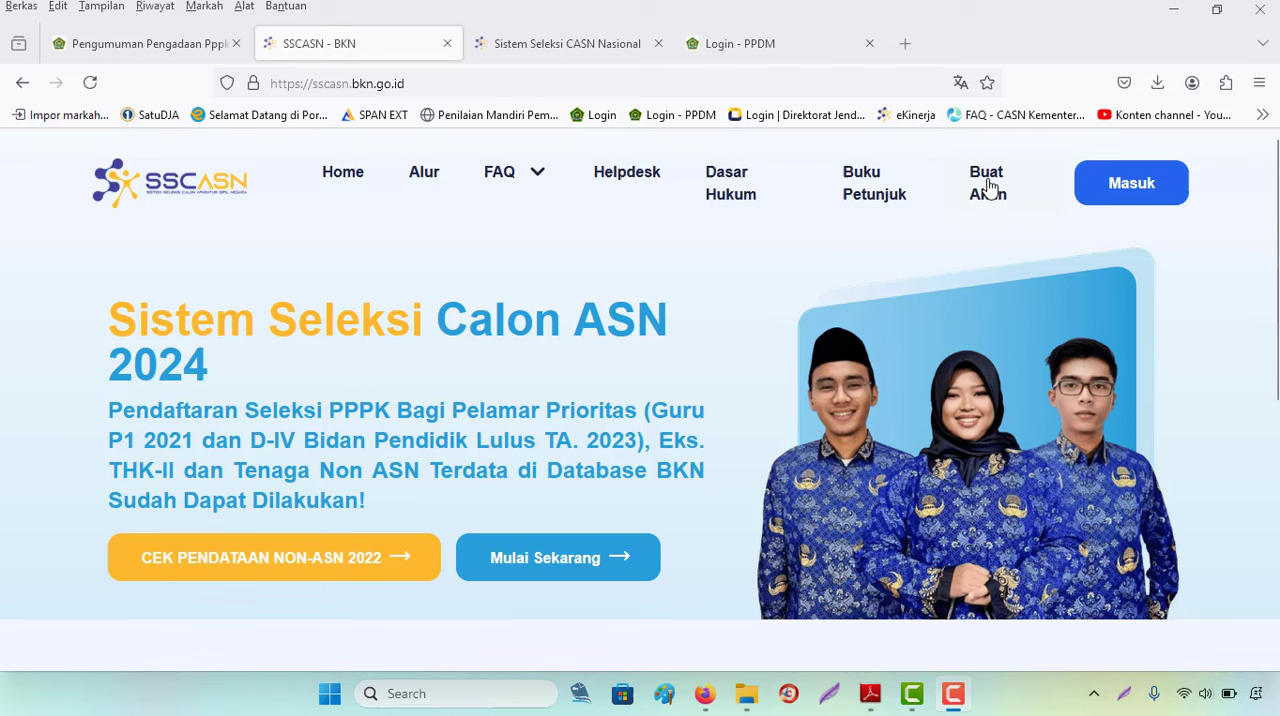 Berkas Edit Tampilan Riwayat Markah Alat Bantuan
Pengumuman Pengadaan Pppk
SSCASN - BKN
Sistem Seleksi CASN Nasional
Login - PPDM
https://sscasn.bkn.go.id
Impor markah...
SatuDJA
Selamat Datang di Por...
SPAN EXT
Penilaian Mandiri Pem...
Login
Login - PPDM
Login | Direktorat Jend...
eKinerja
FAQ - CASN Kementer...
Konten channel - You...
SSCASN
SISTEM SELEKSI CALON APARATUR SIPIL NEGARA
Home
Alur
FAQ
Helpdesk
Dasar
Hukum
Buku
Petunjuk
Buat
Masuk
Sistem Seleksi Calon ASN
2024
Pendaftaran Seleksi PPPK Bagi Pelamar Prioritas (Guru
P1 2021 dan D-IV Bidan Pendidik Lulus TA. 2023), Eks.
THK-II dan Tenaga Non ASN Terdata di Database BKN
Sudah Dapat Dilakukan!
CEK PENDATAAN NON-ASN 2022
Mulai Sekarang
Search